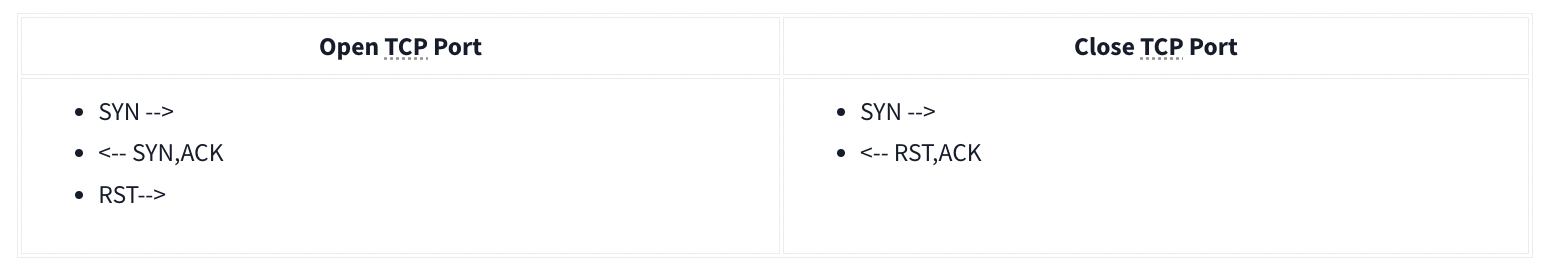 Open TCP Port
Close TCP Port
• SYN -->
• <-- SYN,ACK
• RST-->
• SYN -->
• <-- RST,ACK